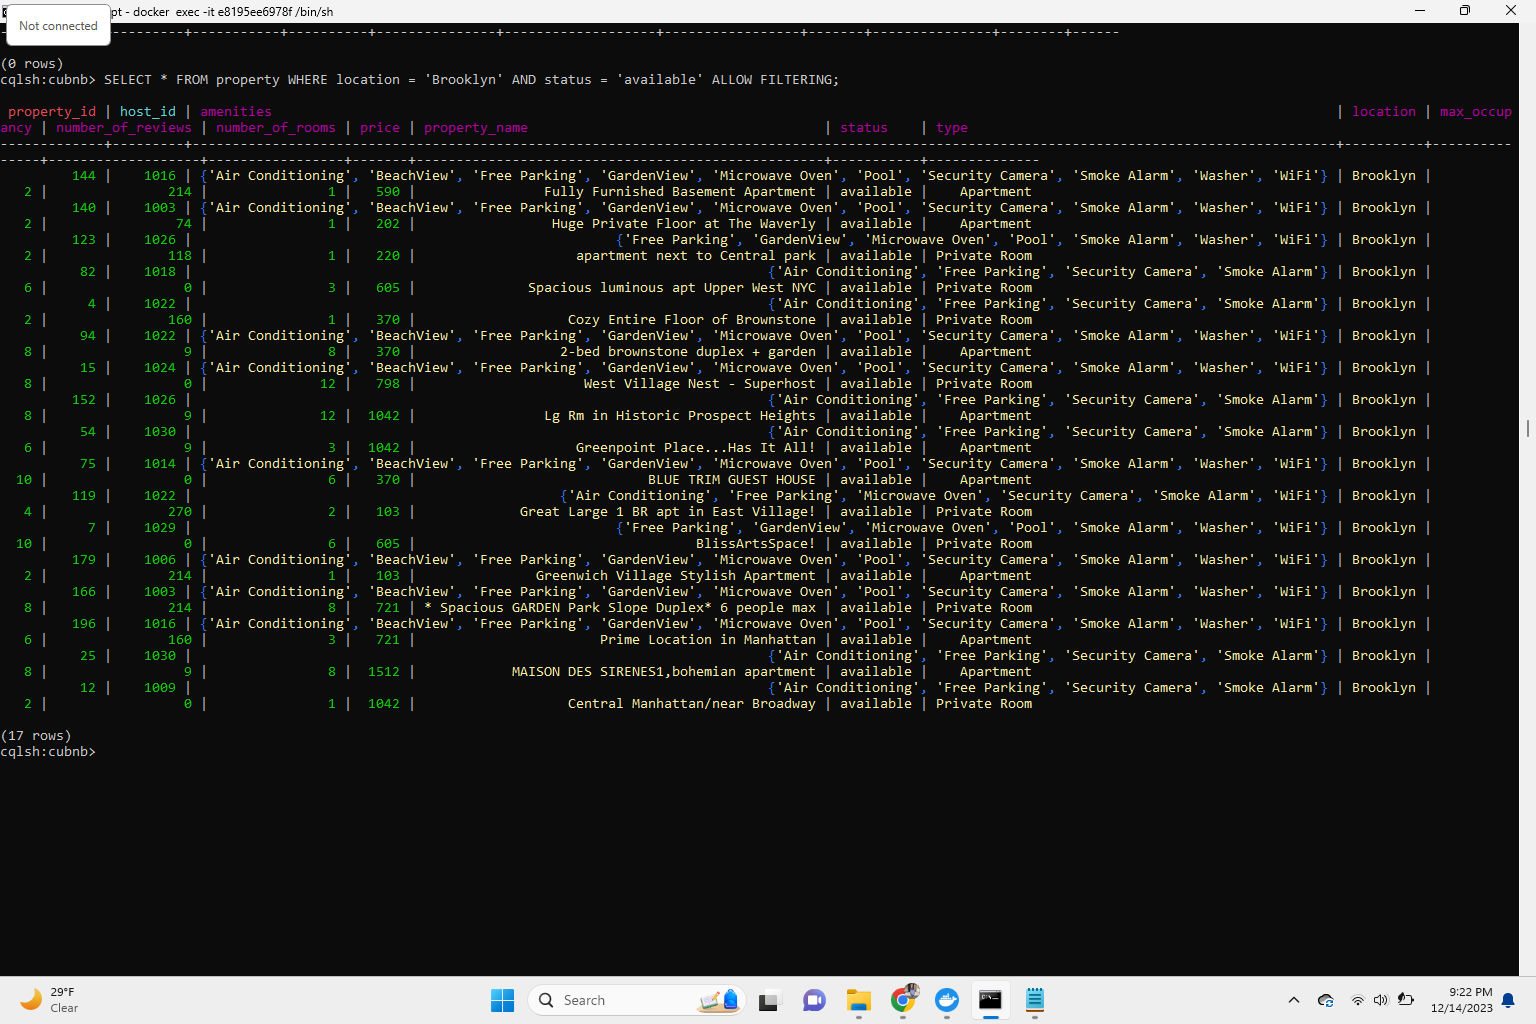 pt - docker  exec -it e8195ee6978f /bin/sh
Not connected
(0 rows)
cqlsh:cubnb> SELECT * FROM property WHERE location = 'Brooklyn' AND status = 'available' ALLOW FILTERING;
property_id | host_id | amenities | location | max_occup
ancy | number_of_reviews | number_of_rooms | price | property_name | status | type
144 | 1016 | {'Air Conditioning', 'BeachView', 'Free Parking', 'GardenView', 'Microwave Oven', 'Pool', 'Security Camera', 'Smoke Alarm', 'Washer', 'WiFi'} | Brooklyn |
2 | 214 | 1 | 590 | Fully Furnished Basement Apartment | available | Apartment
140 | 1003 | {'Air Conditioning', 'BeachView', 'Free Parking', 'GardenView', 'Microwave Oven', 'Pool', 'Security Camera', 'Smoke Alarm', 'Washer', 'WiFi'} | Brooklyn |
2 | 74 | 1 | 202 | Huge Private Floor at The Waverly | available | Apartment
123 | 1026 | {'Free Parking', 'GardenView', 'Microwave Oven', 'Pool', 'Smoke Alarm', 'Washer', 'WiFi'} | Brooklyn |
2 | 118 | 1 | 220 | apartment next to Central park | available | Private Room
82 | 1018 | {'Air Conditioning', 'Free Parking', 'Security Camera', 'Smoke Alarm'} | Brooklyn |
6 | 0 | 3 | 605 | Spacious luminous apt Upper West NYC | available | Private Room
4 | 1022 | {'Air Conditioning', 'Free Parking', 'Security Camera', 'Smoke Alarm'} | Brooklyn |
2 | 160 | 1 | 370 | Cozy Entire Floor of Brownstone | available | Private Room
94 | 1022 | {'Air Conditioning', 'BeachView', 'Free Parking', 'GardenView', 'Microwave Oven', 'Pool', 'Security Camera', 'Smoke Alarm', 'Washer', 'WiFi'} | Brooklyn |
8 | 9 | 8 | 370 | 2-bed brownstone duplex + garden | available | Apartment
15 | 1024 | {'Air Conditioning', 'BeachView', 'Free Parking', 'GardenView', 'Microwave Oven', 'Pool', 'Security Camera', 'Smoke Alarm', 'Washer', 'WiFi'} | Brooklyn |
8 | 0 | 12 | 798 | West Village Nest - Superhost | available | Private Room
152 | 1026 | {'Air Conditioning', 'Free Parking', 'Security Camera', 'Smoke Alarm'} | Brooklyn |
8 | 9 | 12 | 1042 | Lg Rm in Historic Prospect Heights | available | Apartment
54 | 1030 | {'Air Conditioning', 'Free Parking', 'Security Camera', 'Smoke Alarm'} | Brooklyn |
6 | 9 | 3 | 1042 | Greenpoint Place...Has It All! | available | Apartment
75 | 1014 | {'Air Conditioning', 'BeachView', 'Free Parking', 'GardenView', 'Microwave Oven', 'Pool', 'Security Camera', 'Smoke Alarm', 'Washer', 'WiFi'} | Brooklyn |
10 | 0 | 6 | 370 | BLUE TRIM GUEST HOUSE | available | Apartment
119 | 1022 | {'Air Conditioning', 'Free Parking', 'Microwave Oven', 'Security Camera', 'Smoke Alarm', 'WiFi'} | Brooklyn |
4 | 270 | 2 | 103 | Great Large 1 BR apt in East Village! | available | Private Room
7 | 1029 | {'Free Parking', 'GardenView', 'Microwave Oven', 'Pool', 'Smoke Alarm', 'Washer', 'WiFi'} | Brooklyn |
10 | 0 | 6 | 605 | BlissArtsSpace! | available | Private Room
179 | 1006 | {'Air Conditioning', 'BeachView', 'Free Parking', 'GardenView', 'Microwave Oven', 'Pool', 'Security Camera', 'Smoke Alarm', 'Washer', 'WiFi'} | Brooklyn |
2 | 214 | 1 | 103 | Greenwich Village Stylish Apartment | available | Apartment
166 | 1003 | {'Air Conditioning', 'BeachView', 'Free Parking', 'GardenView', 'Microwave Oven', 'Pool', 'Security Camera', 'Smoke Alarm', 'Washer', 'WiFi'} | Brooklyn |
8 | 214 | 8 | 721 | * Spacious GARDEN Park Slope Duplex* 6 people max | available | Private Room
196 | 1016 | {'Air Conditioning', 'BeachView', 'Free Parking', 'GardenView', 'Microwave Oven', 'Pool', 'Security Camera', 'Smoke Alarm', 'Washer', 'WiFi'} | Brooklyn |
6 | 160 | 3 | 721 | Prime Location in Manhattan | available | Apartment
25 | 1030 | {'Air Conditioning', 'Free Parking', 'Security Camera', 'Smoke Alarm'} | Brooklyn |
8 | 9 | 8 | 1512 | MAISON DES SIRENES1,bohemian apartment | available | Apartment
12 | 1009 | {'Air Conditioning', 'Free Parking', 'Security Camera', 'Smoke Alarm'} | Brooklyn |
2 | 0 | 1 | 1042 | Central Manhattan/near Broadway | available | Private Room
(17 rows)
cqlsh:cubnb>
29°F
Clear
Search
9:22 PM
12/14/2023